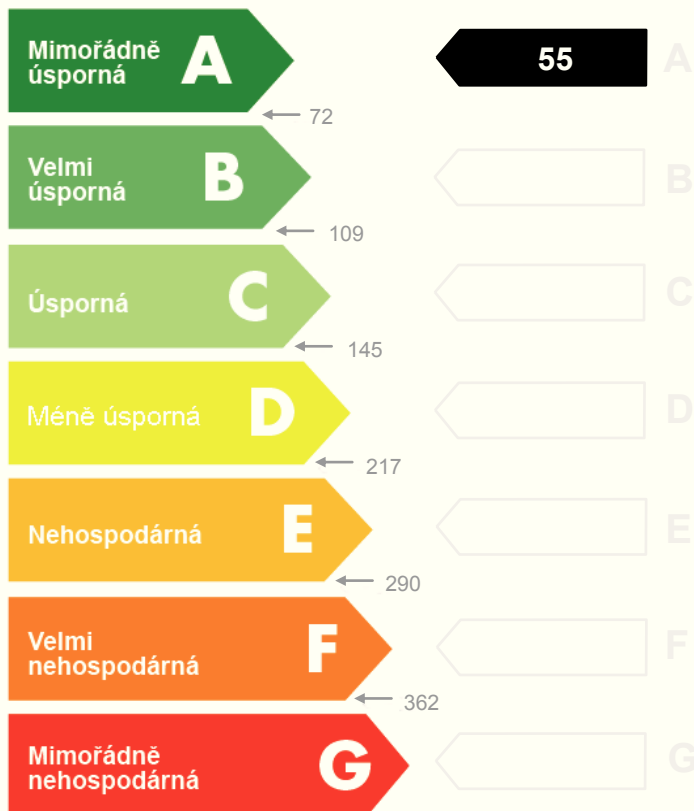 Mimořádně
úsporná
A
55
A
72
Velmi
úsporná
B
B
109
Úsporná
C
C
145
Méně úsporná
D
D
217
Nehospodárná
E
E
290
Velmi
nehospodárná
F
F
362
Mimořádně
nehospodárná
G
G